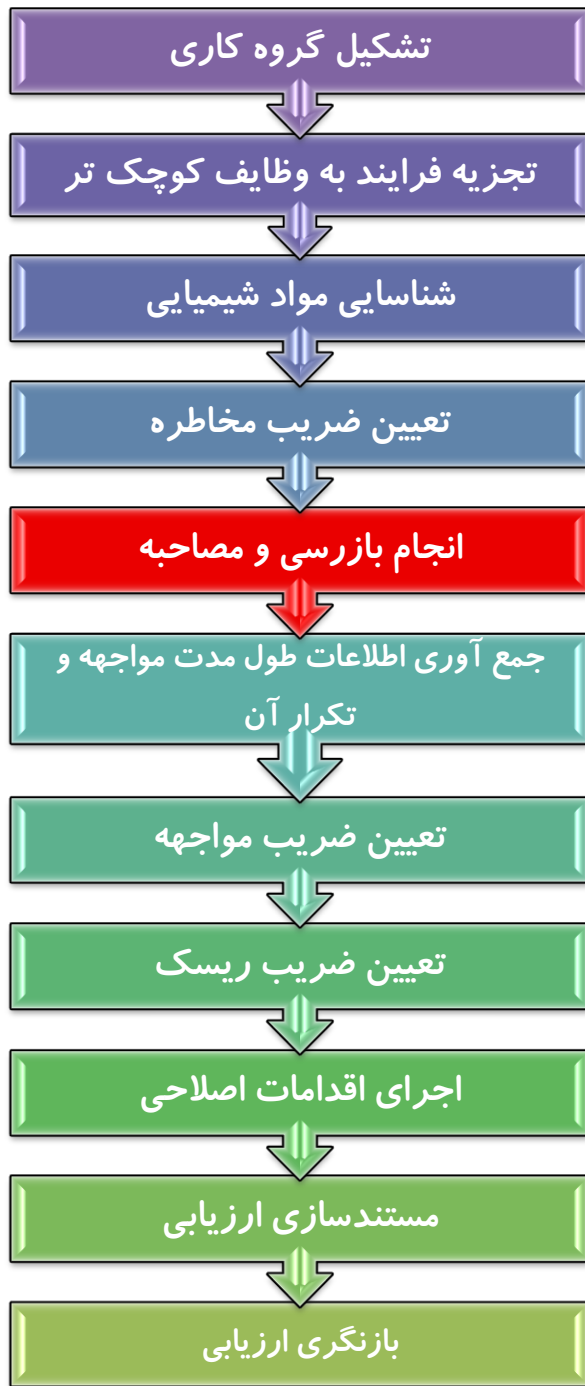 تشکیل گروه کاری
تجزیه فرایند به وظایف کوچک تر
شناسایی مواد شیمیایی
تعیین ضریب مخاطره
انجام بازرسی و مصاحبه
جمع آوری اطلاعات طول مدت مواجهه و
تکرار آن
تعیین ضریب مواجهه
تعیین ضریب ریسک
اجرای اقدامات اصلاحی
مستندسازی ارزیابی
بازنگری ارزیابی